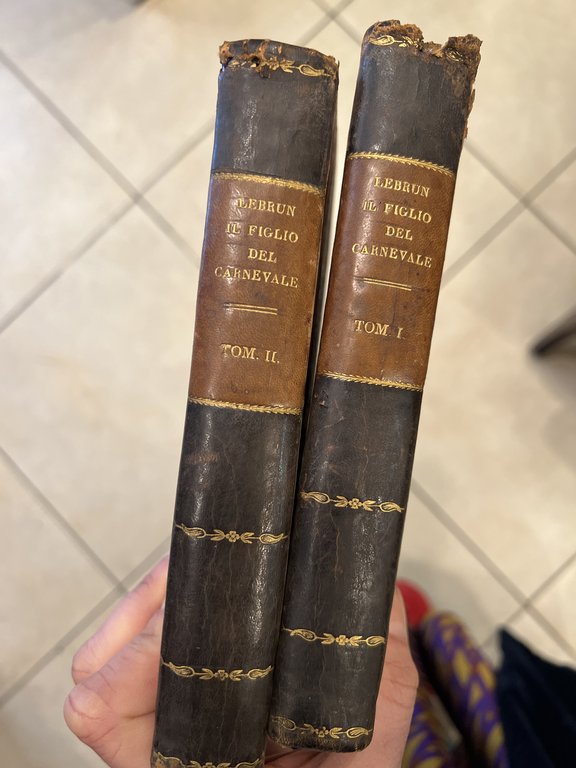 LEBRUN
IL FIGLIO
DEL
CARNEVALE
TOM. II.
LEBRUN
IL FIGLIO
DEL
CARNEVALE
TOM. I.